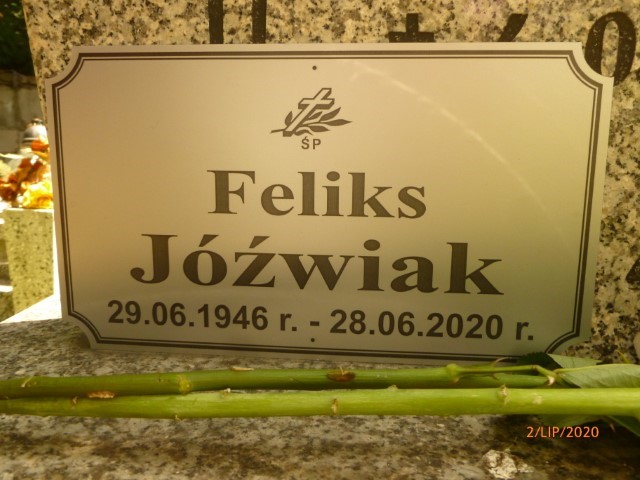 ŚP
Feliks
Jóźwiak
29.06.1946 r. - 28.06.2020 r.
2/LIP/2020